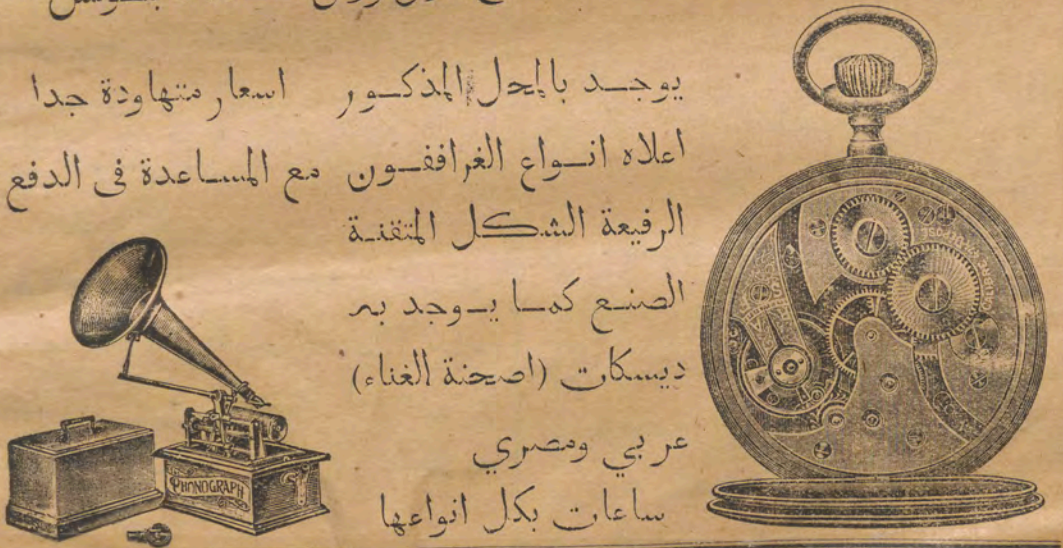 يوجد بالمحل المذكور
اعلاه انواع الغرافنون
الرفيعة الشكل المتقنة
الصنع كما يوجد به
ديسكات (اصحنة الغناء)
عربي ومصري
ساعات بكل انواعها
اسعار متهاودة جدا
مع المساعدة فى الدفع
PHONOGRAPH